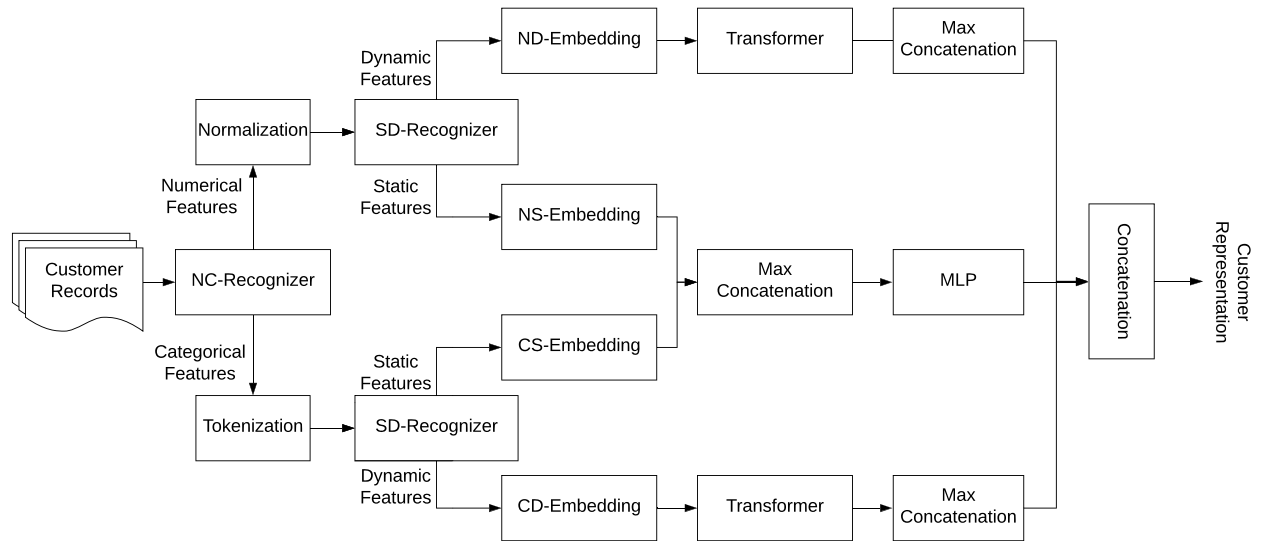 ND-Embedding
Transformer
Max
Concatenation
Dynamic
Features
Normalization
SD-Recognizer
Numerical
Features
Static
Features
NS-Embedding
Customer
Records
NC-Recognizer
Max
Concatenation
MLP
Concatenation
Customer
Representation
Categorical
Features
Static
Features
CS-Embedding
Tokenization
SD-Recognizer
Dynamic
Features
CD-Embedding
Transformer
Max
Concatenation